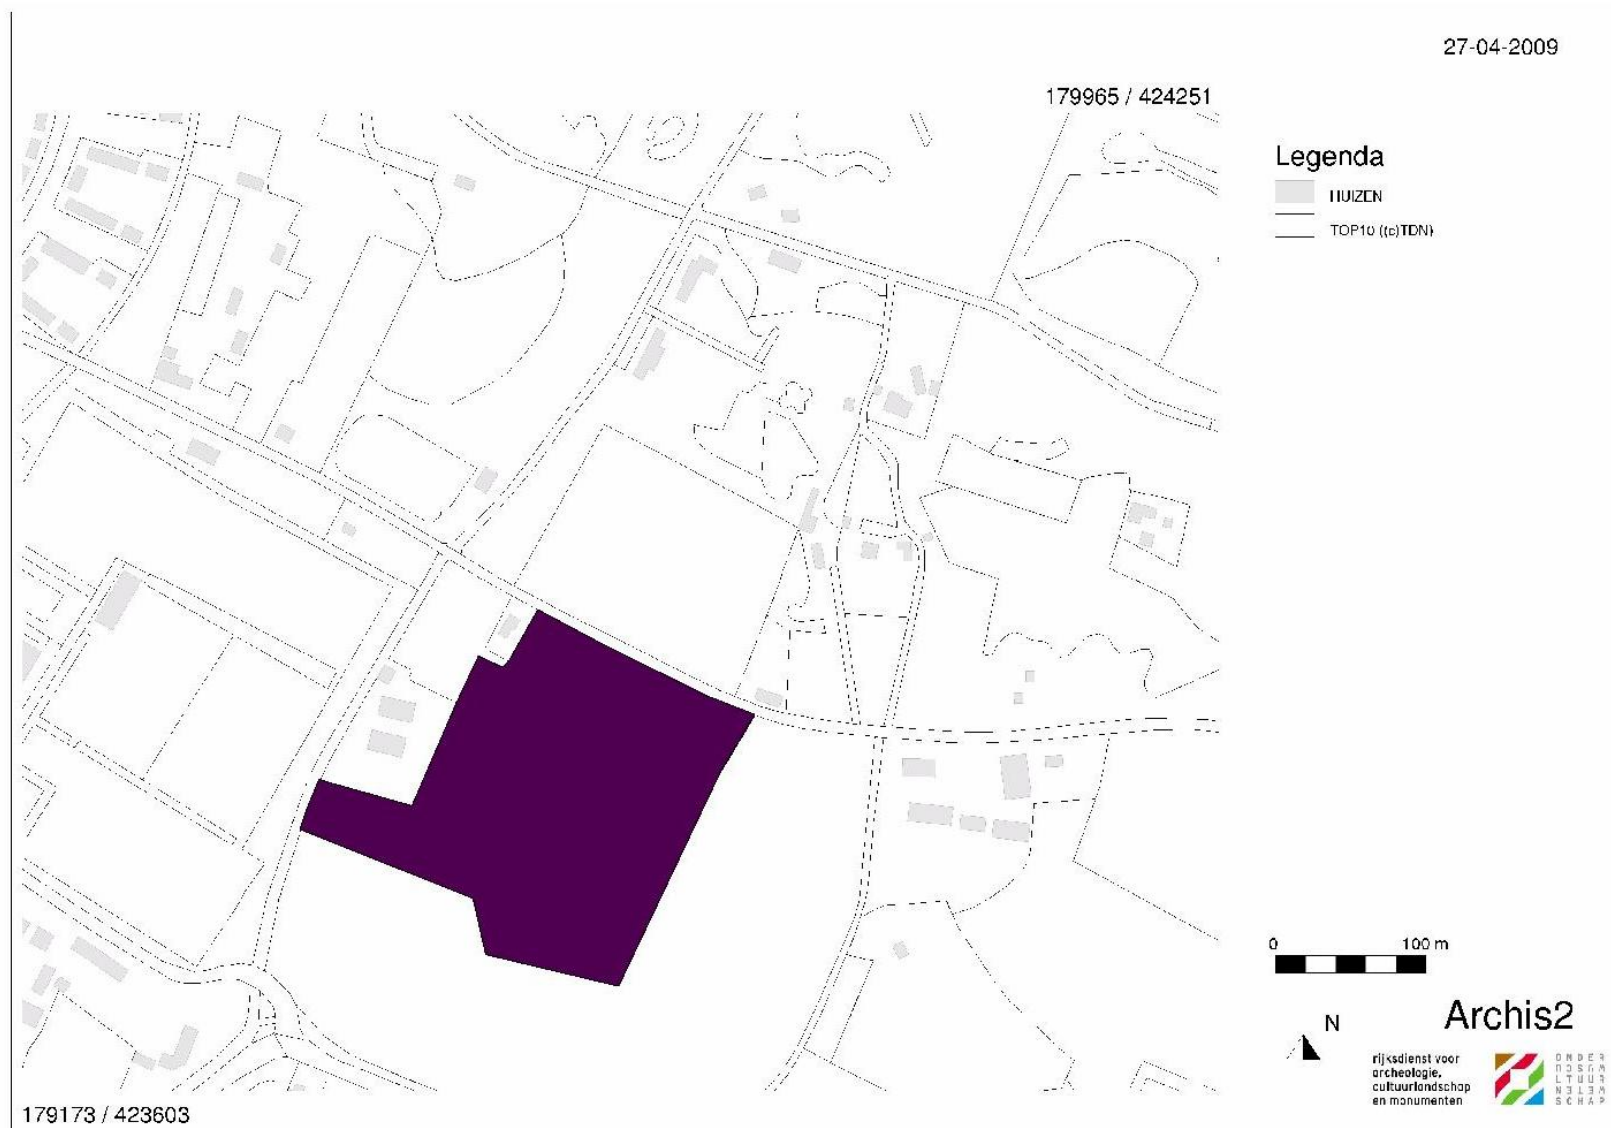 27-04-2009
179965 / 424251
Legenda
HUIZEN
TOP10 ((c)TDN)
0 100 m
N
Archis2
rijksdienst voor
archeologie,
cultuurlandschap
en monumenten
179173 / 423603